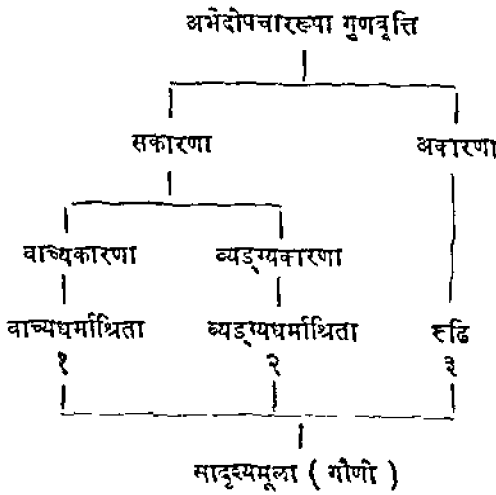 अभेदोपचाररूपा गुणवृत्ति
सकारणा अकारणा
वाच्यकारणा व्यङ्ग्यकारणा
वाच्यधर्माश्रिता व्यङ्ग्यधर्माश्रिता रूढि
१ २ ३
सादृश्यमूला ( गौणी )